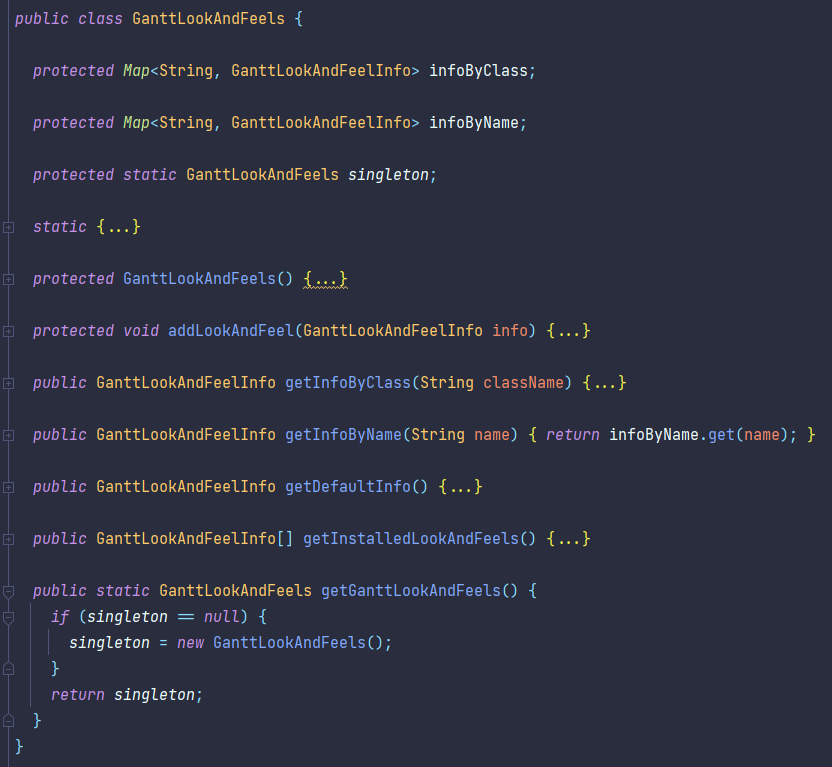 public class GanttLookAndFeels {
protected Map<String, GanttLookAndFeelInfo> infoByClass;
protected Map<String, GanttLookAndFeelInfo> infoByName;
protected static GanttLookAndFeels singleton;
static {...}
protected GanttLookAndFeels() {...}
protected void addLookAndFeel(GanttLookAndFeelInfo info) {...}
public GanttLookAndFeelInfo getInfoByClass(String className) {...}
public GanttLookAndFeelInfo getInfoByName(String name) { return infoByName.get(name); }
public GanttLookAndFeelInfo getDefaultInfo() {...}
public GanttLookAndFeelInfo[] getInstalledLookAndFeels() {...}
public static GanttLookAndFeels getGanttLookAndFeels() {
if (singleton == null) {
singleton = new GanttLookAndFeels();
}
return singleton;
}
}